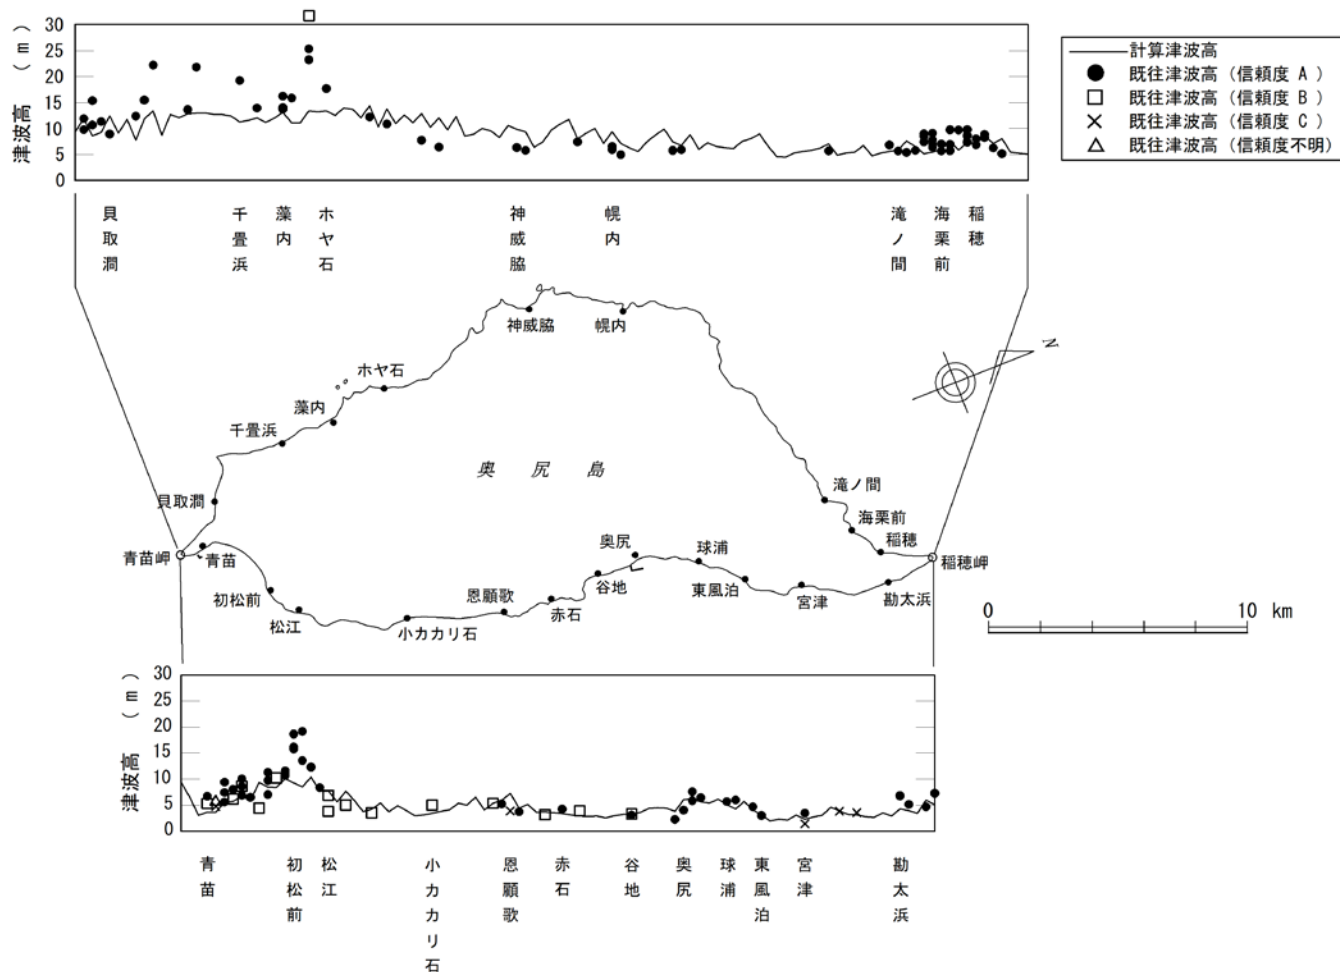 津波高 (m)
30
25
20
15
10
5
0
計算津波高
既往津波高(信頼度 A )
既往津波高(信頼度 B )
既往津波高(信頼度 C )
既往津波高(信頼度不明)
貝取澗
千畳浜
藻内
ホヤ石
神威脇
幌内
滝ノ間
海栗前
稲穂
神威脇
幌内
N
ホヤ石
藻内
千畳浜
奥尻島
貝取澗
滝ノ間
海栗前
稲穂
青苗岬
青苗
奥尻
球浦
稲穂岬
初松前
松江
恩顧歌
赤石
谷地
東風泊
宮津
勘太浜
小カカリ石
0 10 km
津波高 (m)
30
25
20
15
10
5
0
青苗
初松前
松江
小カカリ石
恩顧歌
赤石
谷地
奥尻
球浦
東風泊
宮津
勘太浜